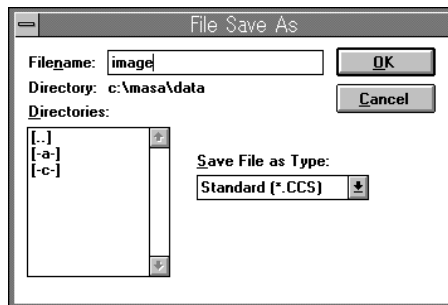 File Save As
Filename: image
OK
Directory: c:\masa\data
Cancel
Directories:
[..]
[-a-]
[-c-]
Save File as Type:
Standard (*.CCS)